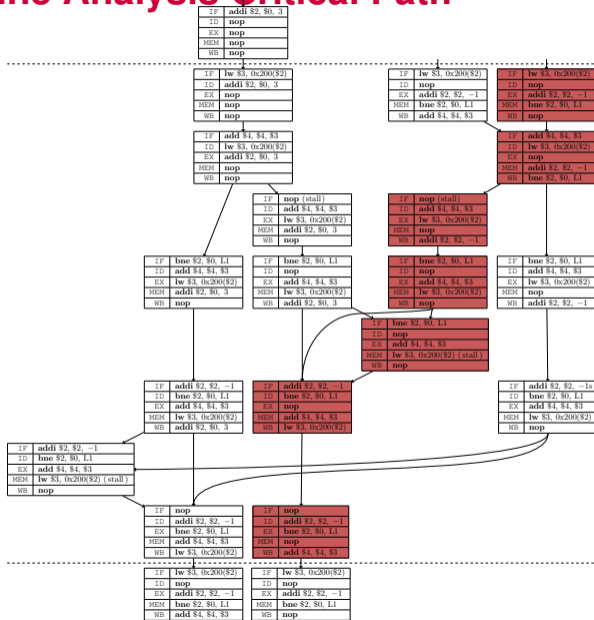 ine Analysis Critical Path
IF addi $2, $0, 3
ID nop
EX nop
MEM nop
WB nop
IF lw $3, 0x200($2)
ID addi $2, $0, 3
EX nop
MEM nop
WB nop
IF lw $3, 0x200($2)
ID nop
EX addi $2, $2, −1
MEM bne $2, $0, L1
WB add $4, $4, $3
IF lw $3, 0x200($2)
ID nop
EX addi $2, $2, −1
MEM bne $2, $0, L1
WB nop
IF add $4, $4, $3
ID lw $3, 0x200($2)
EX addi $2, $0, 3
MEM nop
WB nop
IF add $4, $4, $3
ID lw $3, 0x200($2)
EX nop
MEM addi $2, $2, −1
WB bne $2, $0, L1
IF nop (stall)
ID add $4, $4, $3
EX lw $3, 0x200($2)
MEM addi $2, $0, 3
WB nop
IF nop (stall)
ID add $4, $4, $3
EX lw $3, 0x200($2)
MEM nop
WB addi $2, $2, −1
IF bne $2, $0, L1
ID add $4, $4, $3
EX lw $3, 0x200($2)
MEM addi $2, $0, 3
WB nop
IF bne $2, $0, L1
ID nop
EX add $4, $4, $3
MEM lw $3, 0x200($2)
WB addi $2, $0, 3
IF bne $2, $0, L1
ID nop
EX add $4, $4, $3
MEM lw $3, 0x200($2)
WB nop
IF bne $2, $0, L1
ID add $4, $4, $3
EX lw $3, 0x200($2)
MEM nop
WB addi $2, $2, −1
IF bne $2, $0, L1
ID nop
EX add $4, $4, $3
MEM lw $3, 0x200($2) (stall)
WB nop
IF addi $2, $2, −1
ID bne $2, $0, L1
EX add $4, $4, $3
MEM lw $3, 0x200($2)
WB addi $2, $0, 3
IF addi $2, $2, −1
ID bne $2, $0, L1
EX nop
MEM add $4, $4, $3
WB lw $3, 0x200($2)
IF addi $2, $2, −1s
ID bne $2, $0, L1
EX add $4, $4, $3
MEM lw $3, 0x200($2)
WB nop
IF addi $2, $2, −1
ID bne $2, $0, L1
EX add $4, $4, $3
MEM lw $3, 0x200($2) (stall)
WB nop
IF nop
ID addi $2, $2, −1
EX bne $2, $0, L1
MEM add $4, $4, $3
WB lw $3, 0x200($2)
IF nop
ID addi $2, $2, −1
EX bne $2, $0, L1
MEM nop
WB add $4, $4, $3
IF lw $3, 0x200($2)
ID nop
EX addi $2, $2, −1
MEM bne $2, $0, L1
WB add $4, $4, $3
IF lw $3, 0x200($2)
ID nop
EX addi $2, $2, −1
MEM bne $2, $0, L1
WB nop